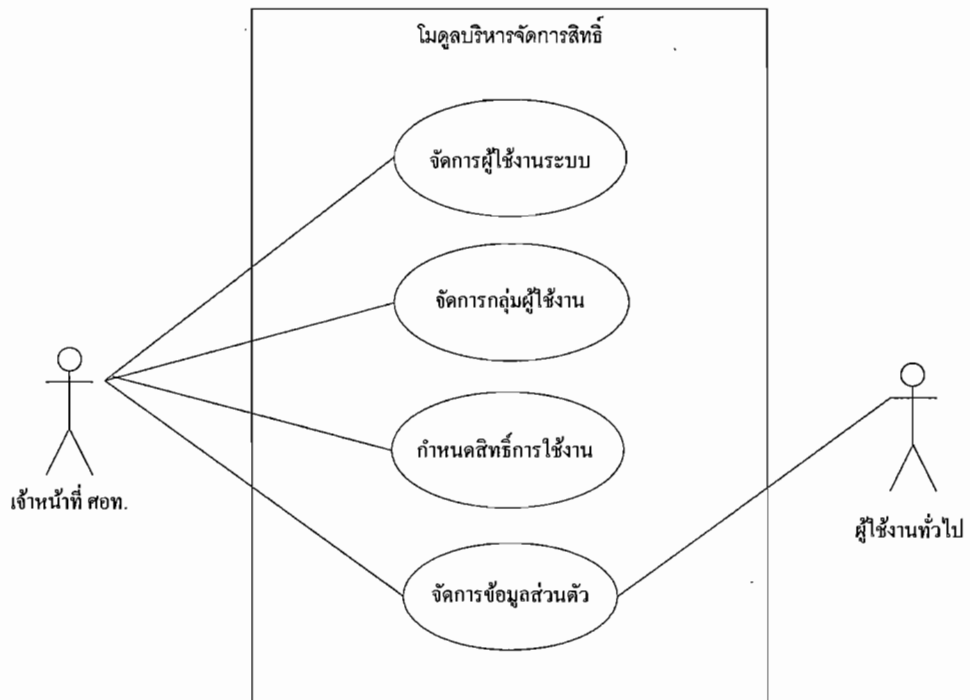 โมดูลบริหารจัดการสิทธิ์
จัดการผู้ใช้งานระบบ
จัดการกลุ่มผู้ใช้งาน
กำหนดสิทธิ์การใช้งาน
เจ้าหน้าที่ ศอท.
ผู้ใช้งานทั่วไป
จัดการข้อมูลส่วนตัว